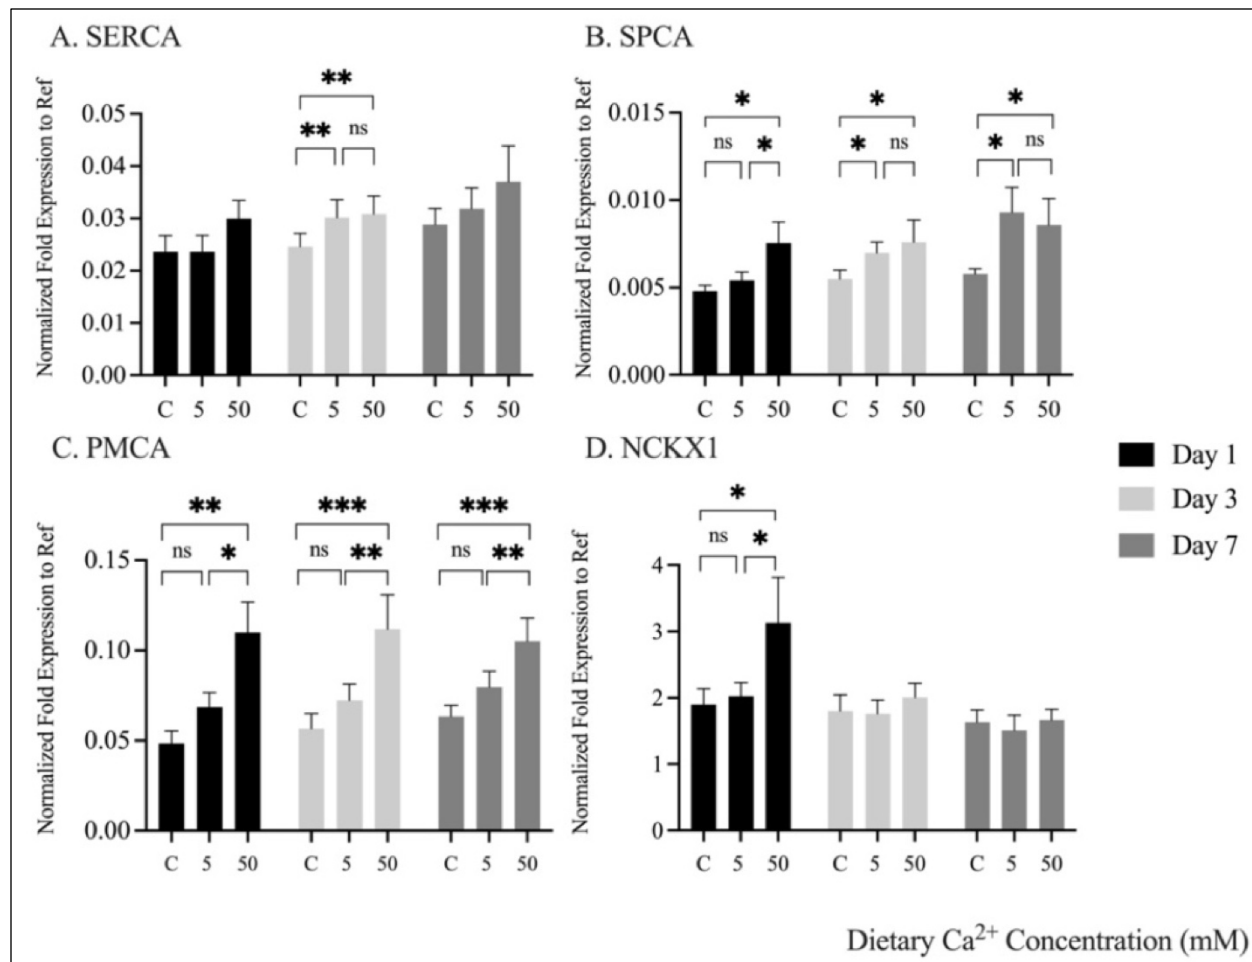 A. SERCA
Normalized Fold Expression to Ref
0.05
0.04
0.03
0.02
0.01
0.00
**
**
ns
C 5 50 C 5 50 C 5 50
B. SPCA
Normalized Fold Expression to Ref
0.015
0.010
0.005
0.000
* * *
ns * * ns * ns
C 5 50 C 5 50 C 5 50
C. PMCA
Normalized Fold Expression to Ref
0.15
0.10
0.05
0.00
** *** ***
ns * ns ** ns **
C 5 50 C 5 50 C 5 50
D. NCKX1
Normalized Fold Expression to Ref
4
3
2
1
0
*
ns *
C 5 50 C 5 50 C 5 50
Day 1
Day 3
Day 7
Dietary Ca²⁺ Concentration (mM)